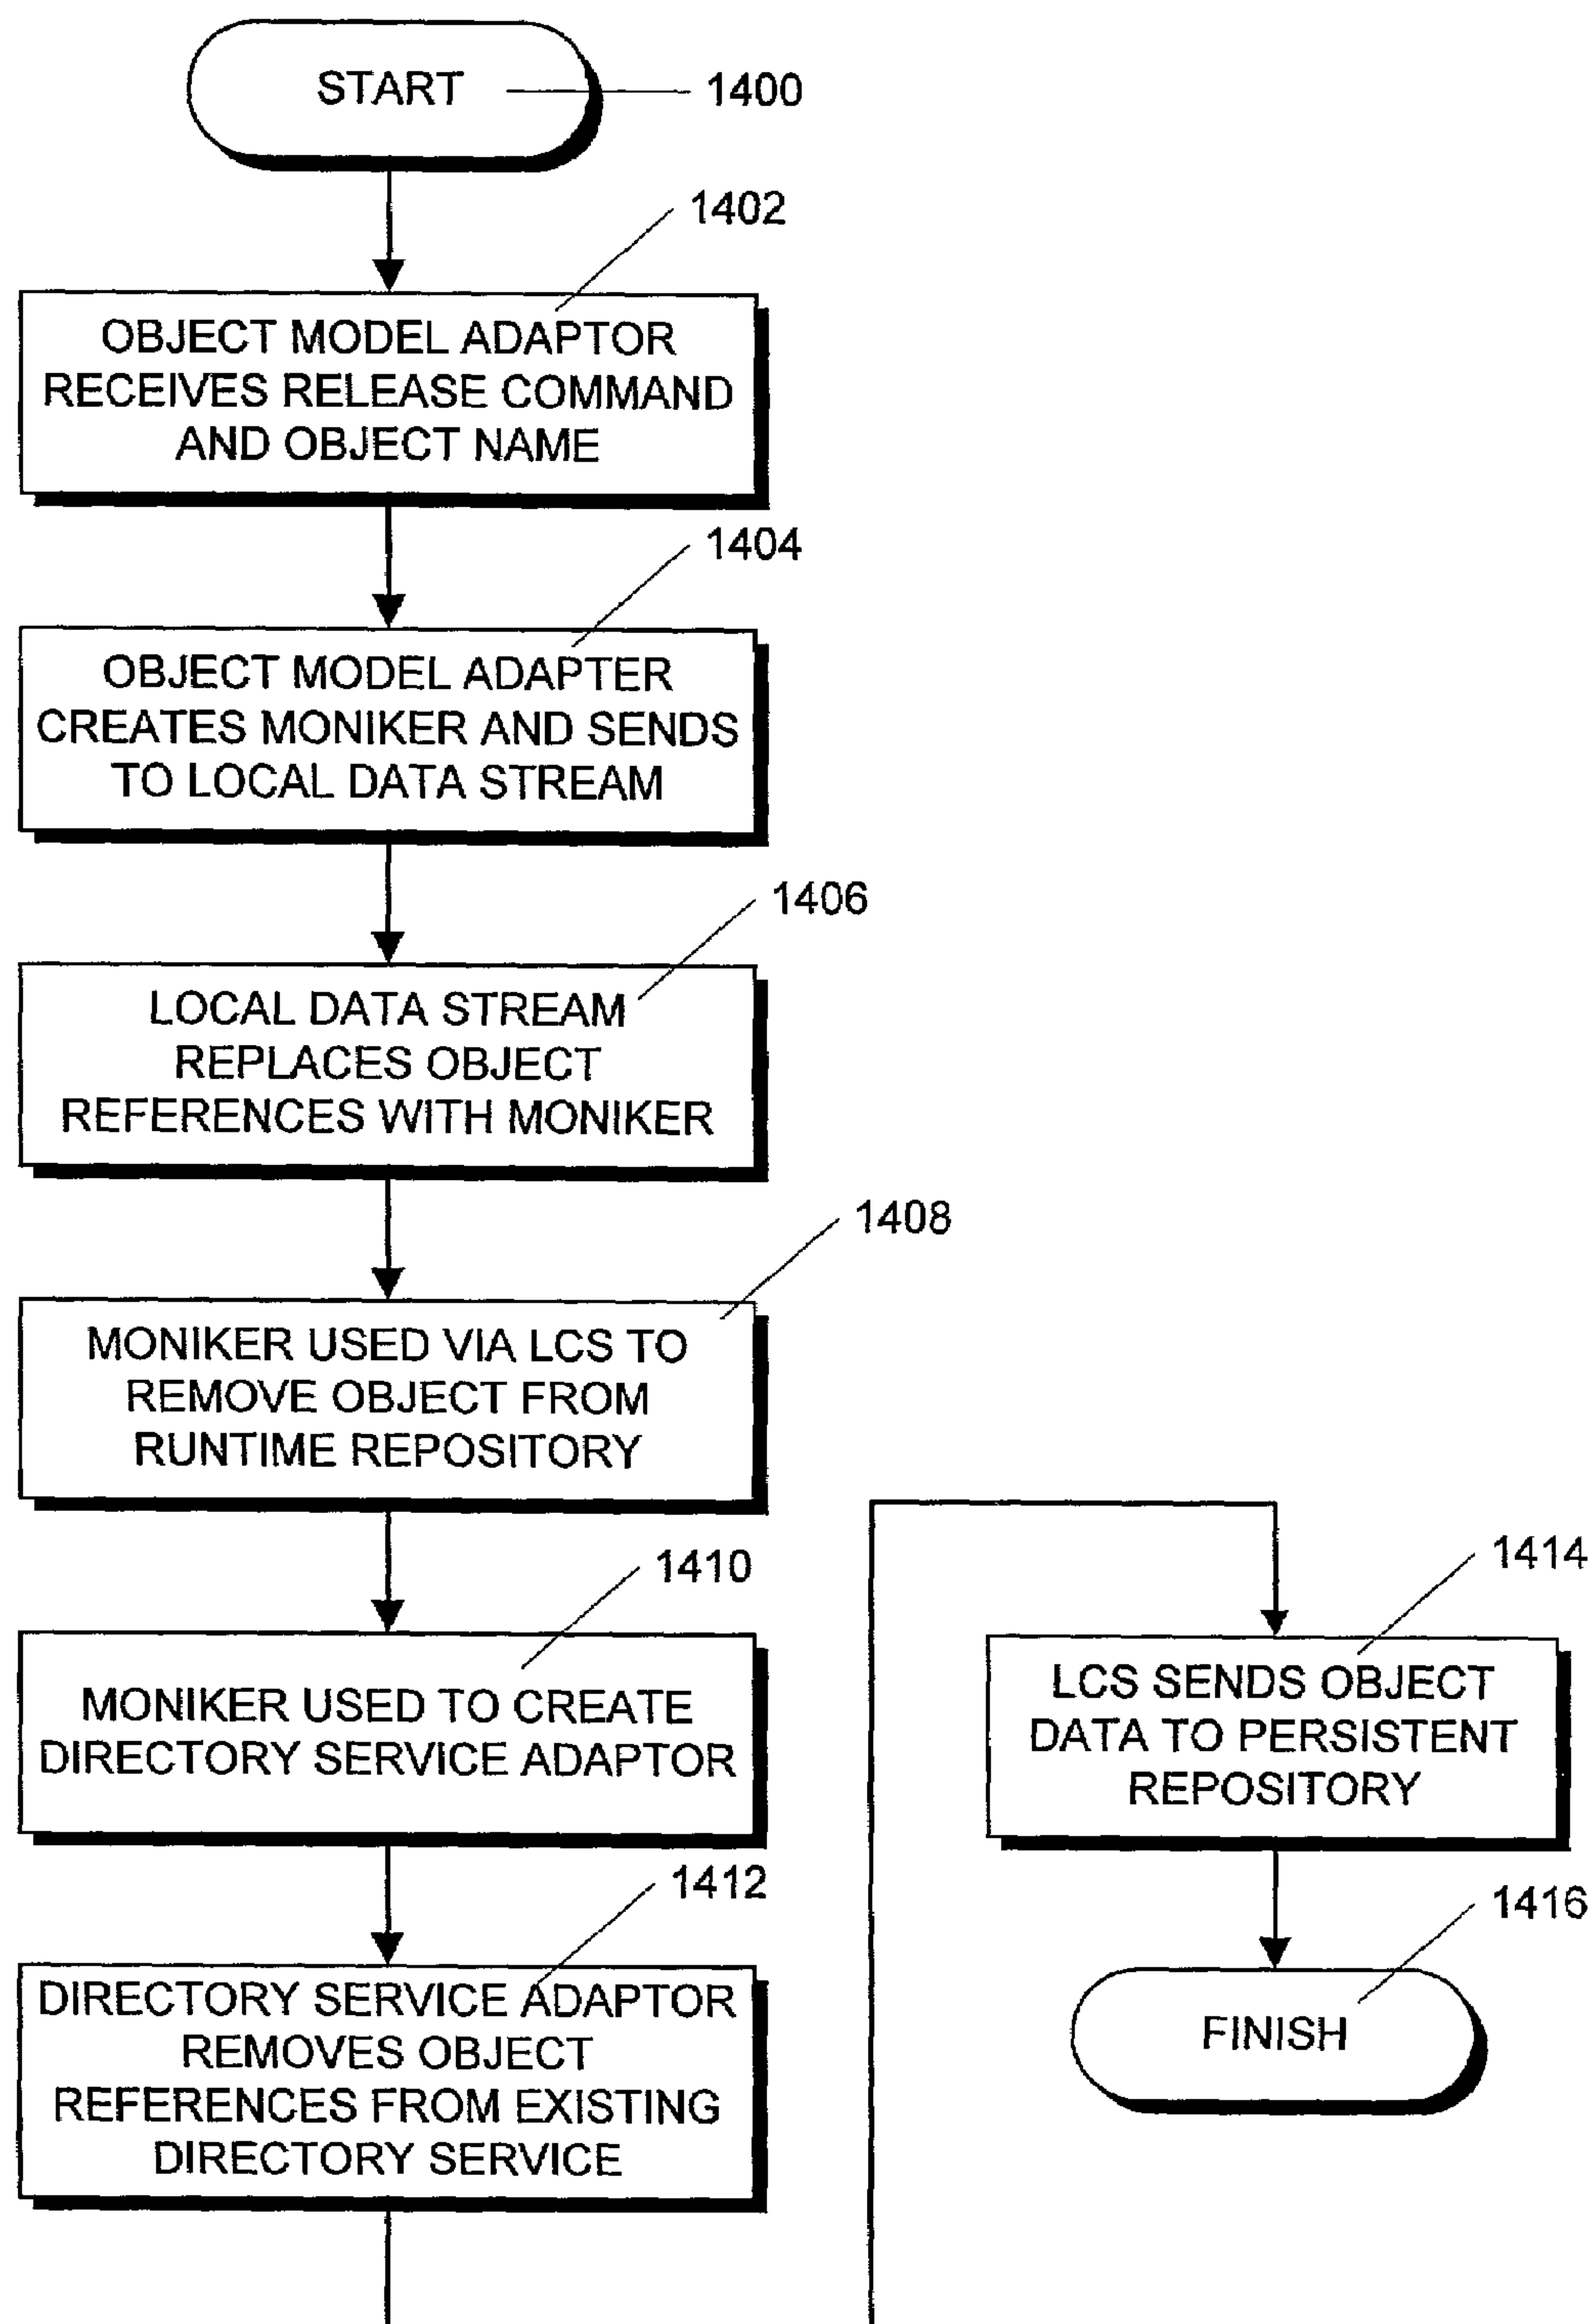 START
1400
1402
OBJECT MODEL ADAPTOR
RECEIVES RELEASE COMMAND
AND OBJECT NAME
1404
OBJECT MODEL ADAPTER
CREATES MONIKER AND SENDS
TO LOCAL DATA STREAM
1406
LOCAL DATA STREAM
REPLACES OBJECT
REFERENCES WITH MONIKER
1408
MONIKER USED VIA LCS TO
REMOVE OBJECT FROM
RUNTIME REPOSITORY
1410
MONIKER USED TO CREATE
DIRECTORY SERVICE ADAPTOR
1412
DIRECTORY SERVICE ADAPTOR
REMOVES OBJECT
REFERENCES FROM EXISTING
DIRECTORY SERVICE
1414
LCS SENDS OBJECT
DATA TO PERSISTENT
REPOSITORY
1416
FINISH